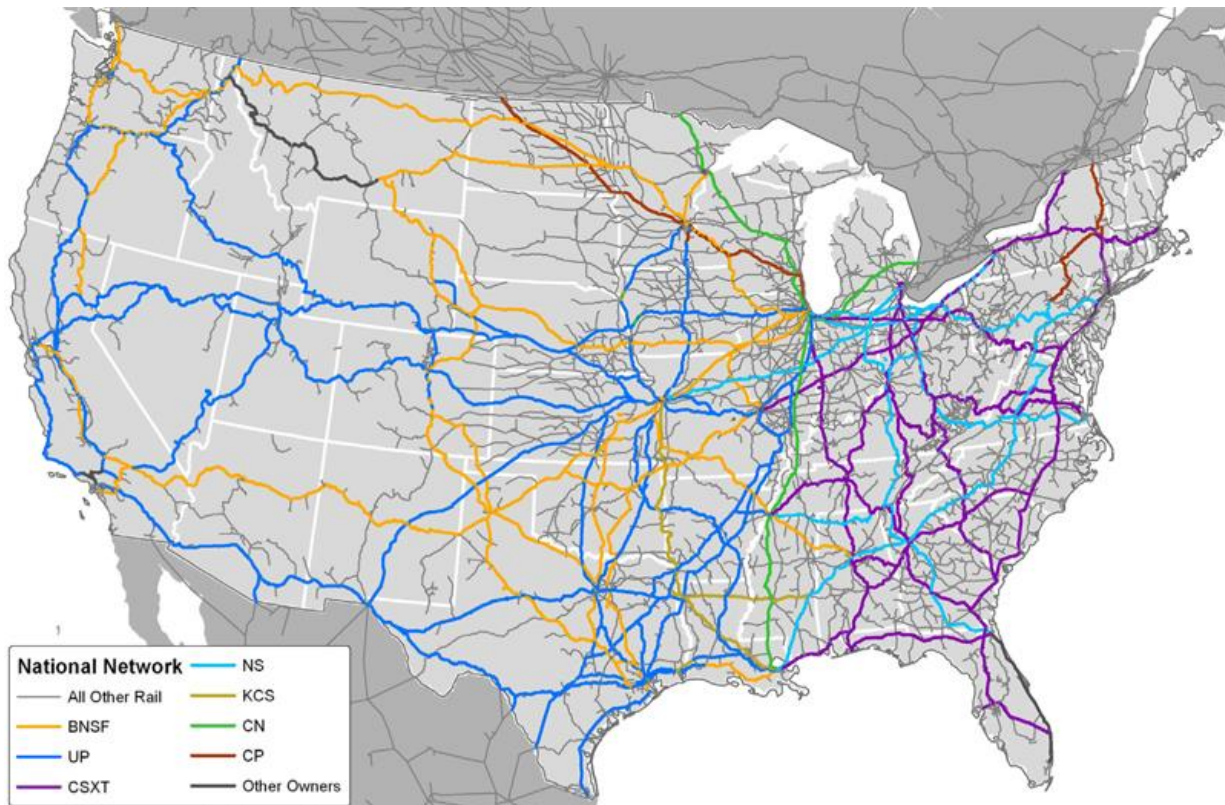 National Network
All Other Rail
BNSF
UP
CSXT
NS
KCS
CN
CP
Other Owners